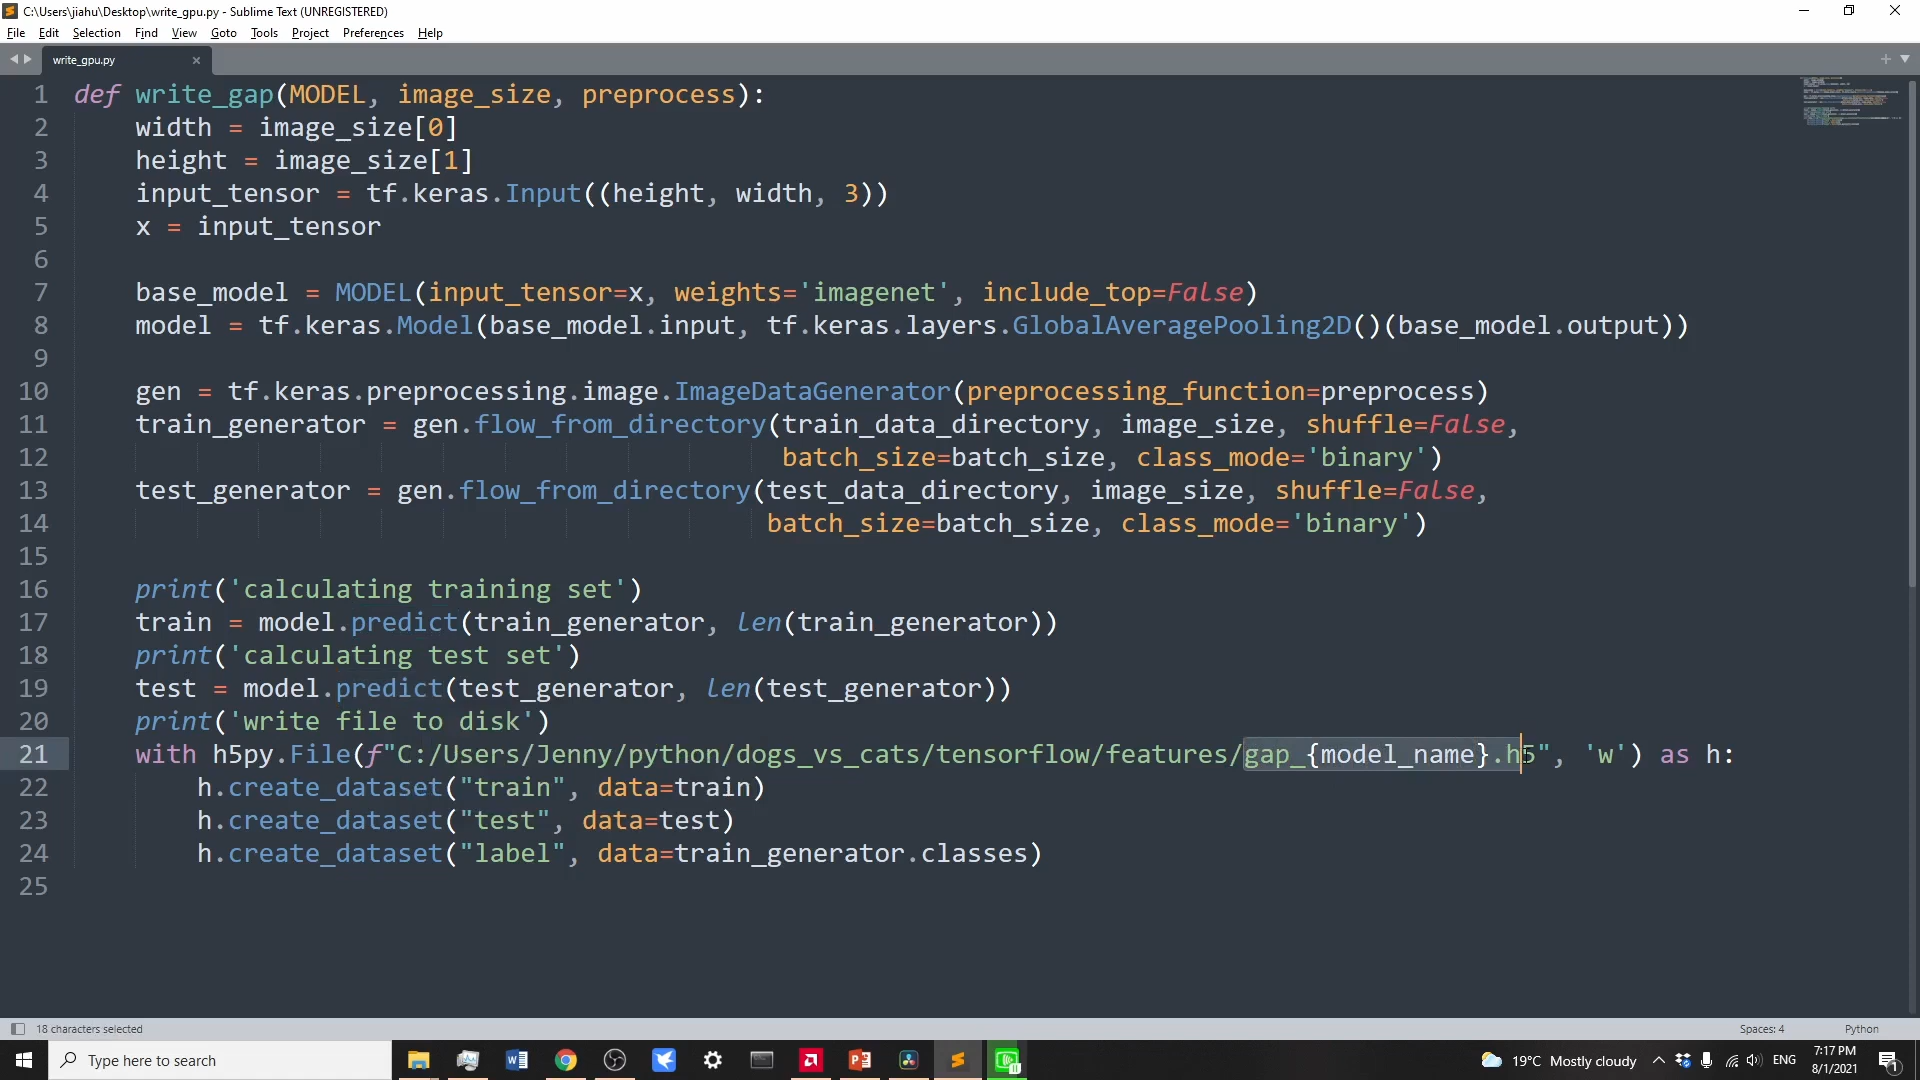 C:\Users\jiahu\Desktop\write_gpu.py - Sublime Text (UNREGISTERED)
File Edit Selection Find View Goto Tools Project Preferences Help
write_gpu.py
1 def write_gap(MODEL, image_size, preprocess):
2 width = image_size[0]
3 height = image_size[1]
4 input_tensor = tf.keras.Input((height, width, 3))
5 x = input_tensor
6
7 base_model = MODEL(input_tensor=x, weights='imagenet', include_top=False)
8 model = tf.keras.Model(base_model.input, tf.keras.layers.GlobalAveragePooling2D()(base_model.output))
9
10 gen = tf.keras.preprocessing.image.ImageDataGenerator(preprocessing_function=preprocess)
11 train_generator = gen.flow_from_directory(train_data_directory, image_size, shuffle=False,
12 batch_size=batch_size, class_mode='binary')
13 test_generator = gen.flow_from_directory(test_data_directory, image_size, shuffle=False,
14 batch_size=batch_size, class_mode='binary')
15
16 print('calculating training set')
17 train = model.predict(train_generator, len(train_generator))
18 print('calculating test set')
19 test = model.predict(test_generator, len(test_generator))
20 print('write file to disk')
21 with h5py.File(f"C:/Users/Jenny/python/dogs_vs_cats/tensorflow/features/gap_{model_name}.h5", 'w') as h:
22 h.create_dataset("train", data=train)
23 h.create_dataset("test", data=test)
24 h.create_dataset("label", data=train_generator.classes)
25
18 characters selected Spaces: 4 Python
Type here to search 19°C Mostly cloudy ENG 7:17 PM
8/1/2021